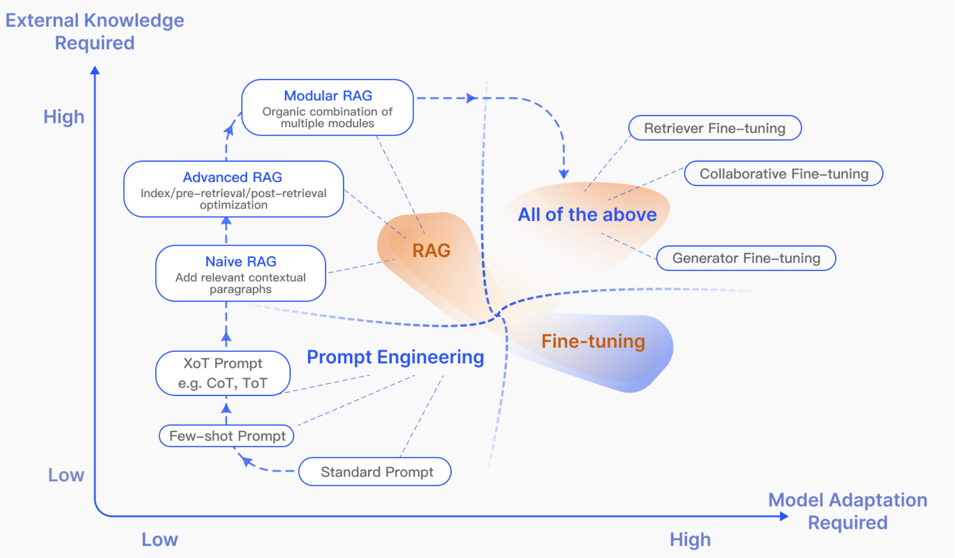 External Knowledge
Required
High
Modular RAG
Organic combination of
multiple modules
Retriever Fine-tuning
Advanced RAG
Index/pre-retrieval/post-retrieval
optimization
Collaborative Fine-tuning
All of the above
RAG
Naive RAG
Add relevant contextual
paragraphs
Generator Fine-tuning
Fine-tuning
Prompt Engineering
XoT Prompt
e.g. CoT, ToT
Few-shot Prompt
Standard Prompt
Low
Model Adaptation
Required
Low
High